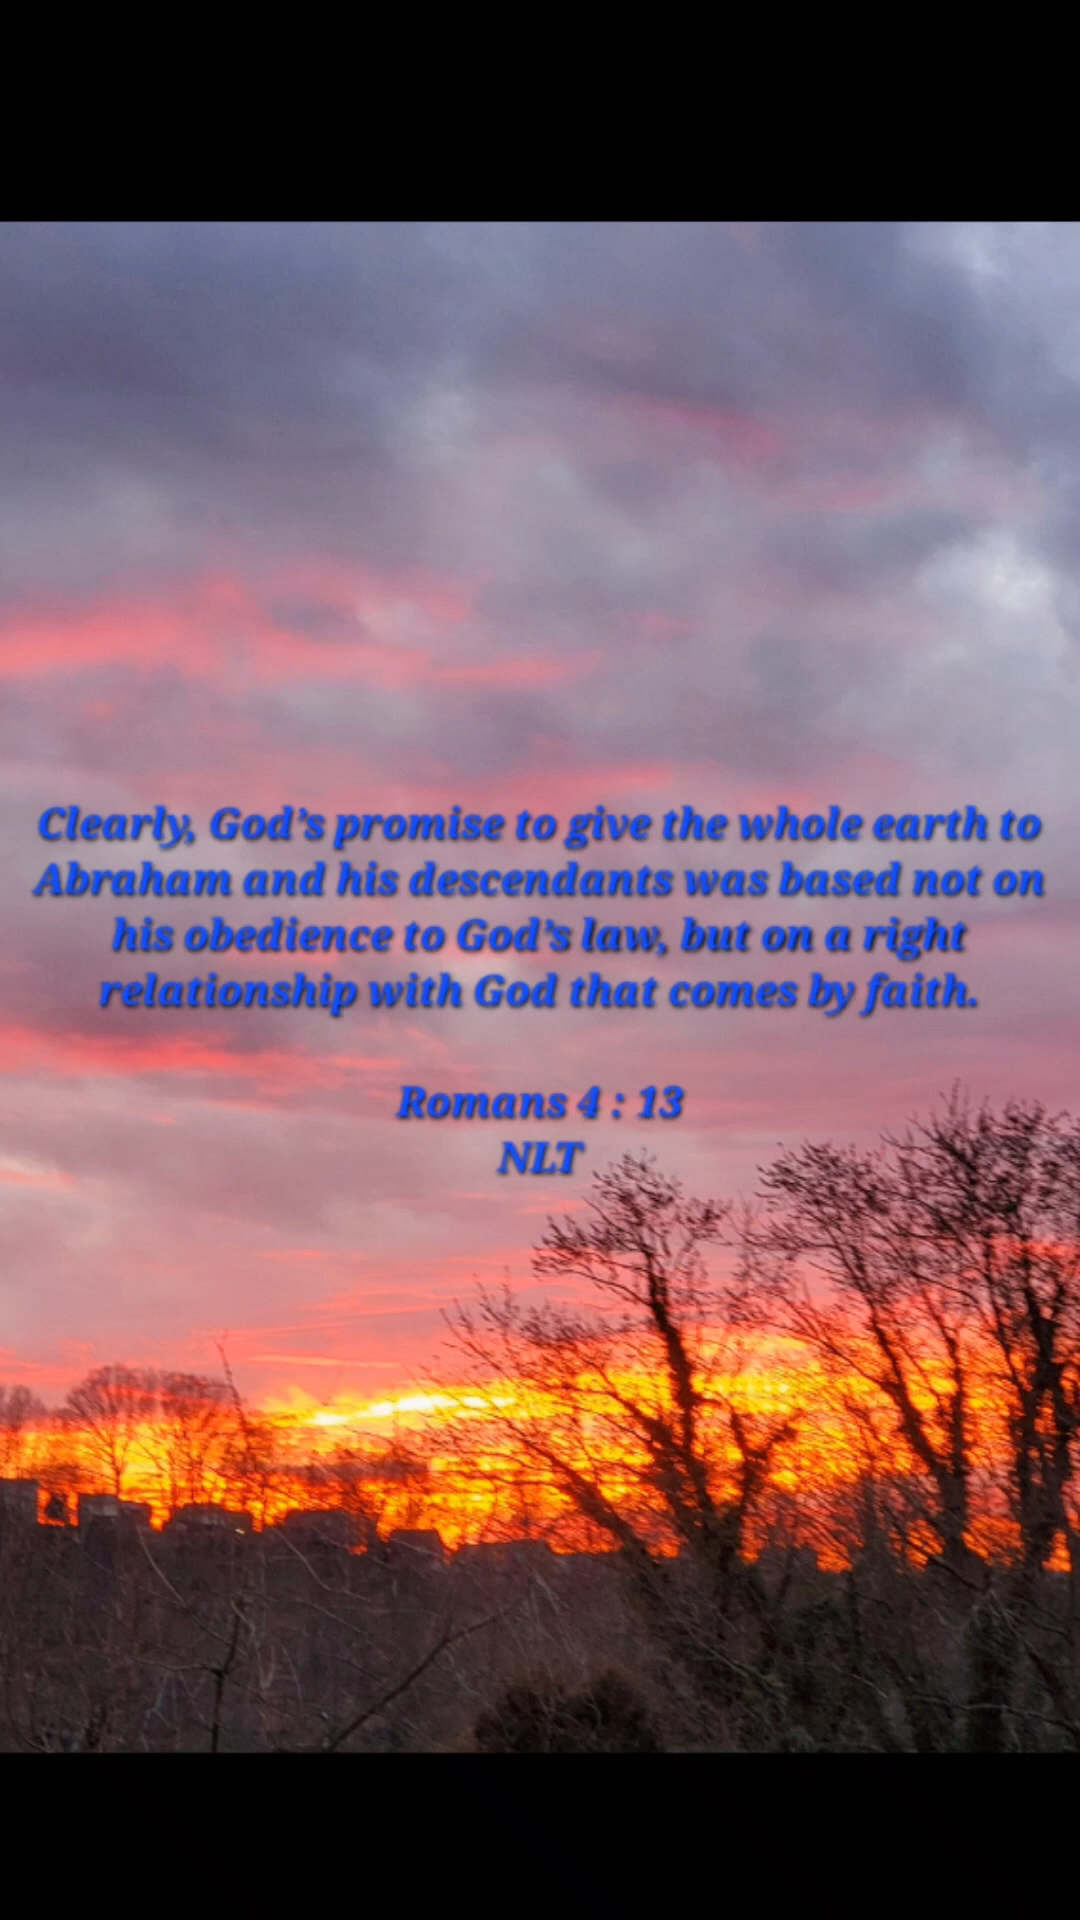 Clearly, God’s promise to give the whole earth to
Abraham and his descendants was based not on
his obedience to God’s law, but on a right
relationship with God that comes by faith.
Romans 4 : 13
NLT